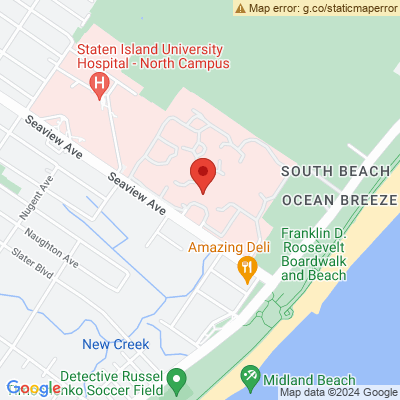 Map error: g.co/staticmaperror
Staten Island University
Hospital - North Campus
H
Seaview Ave
Seaview Ave
Nugent Ave
Naughton Ave
Slater Blvd
SOUTH BEACH
OCEAN BREEZE
Amazing Deli
Franklin D.
Roosevelt
Boardwalk
and Beach
New Creek
Detective Russel
enko Soccer Field
Midland Beach
Google
Map data ©2024 Google